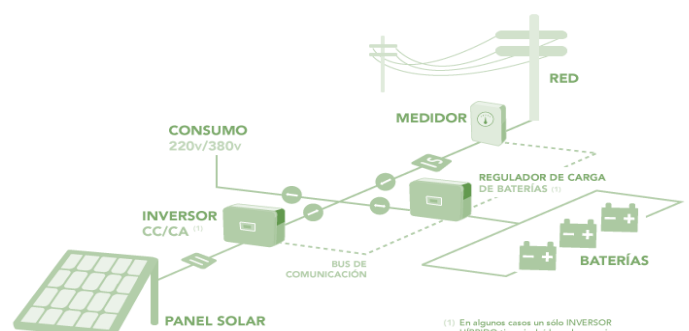 RED
MEDIDOR
CONSUMO
220v/380v
REGULADOR DE CARGA
DE BATERÍAS (1)
INVERSOR
CC/CA (1)
BUS DE
COMUNICACIÓN
BATERÍAS
PANEL SOLAR
(1) En algunos casos un sólo INVERSOR